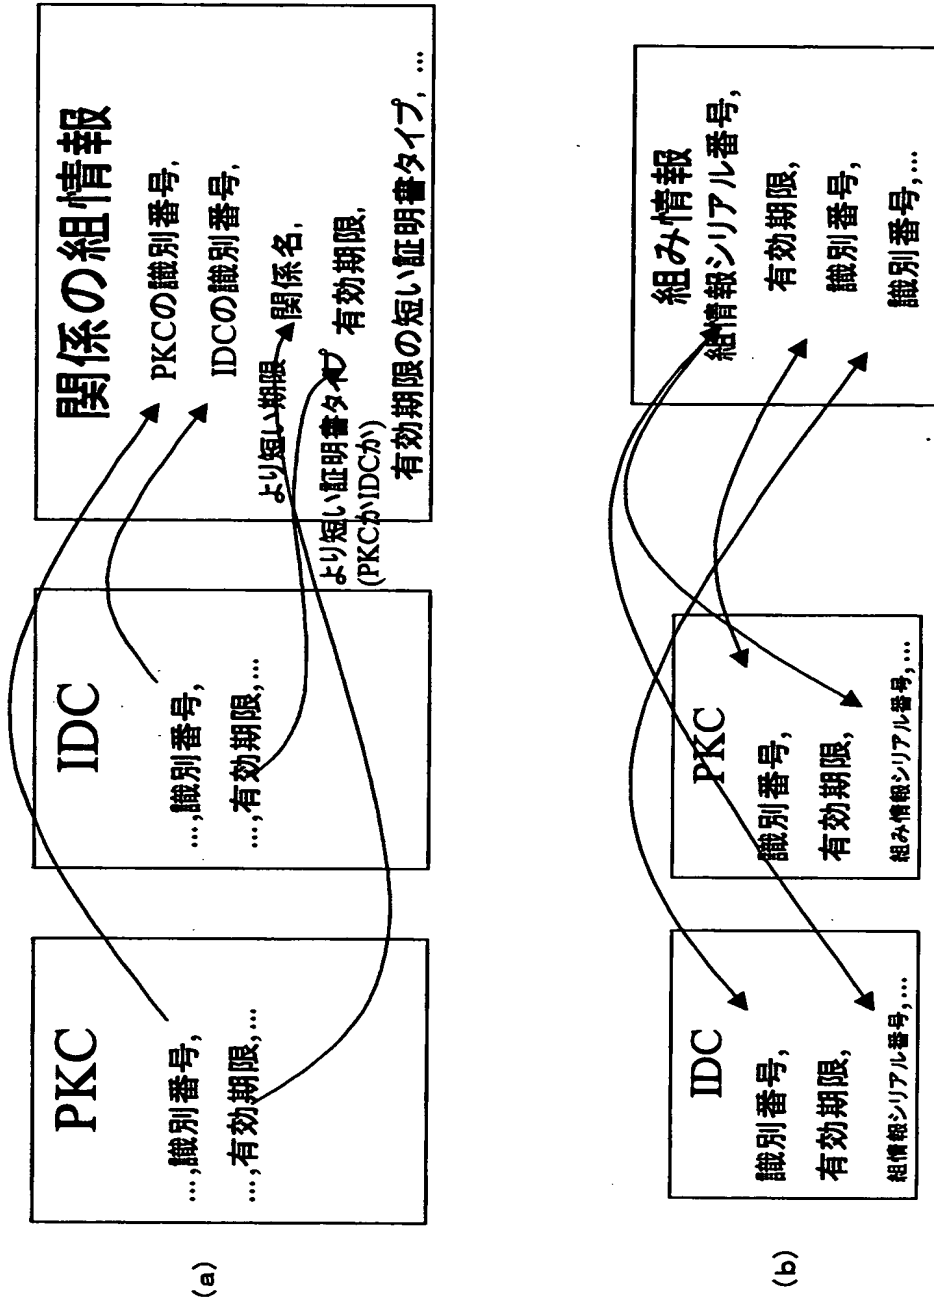 (a)
PKC
...,識別番号,
...,有効期限,...
IDC
...,識別番号,
...,有効期限,...
関係の組情報
PKCの識別番号,
IDCの識別番号,
より短い期限
関係名,
より短い証明書タイプ
(PKCかIDCか)
有効期限,
有効期限の短い証明書タイプ, ...
(b)
IDC
識別番号,
有効期限,
組情報シリアル番号,...
PKC
識別番号,
有効期限,
組み情報シリアル番号,...
組み情報
組情報シリアル番号,
有効期限,
識別番号,
識別番号,...